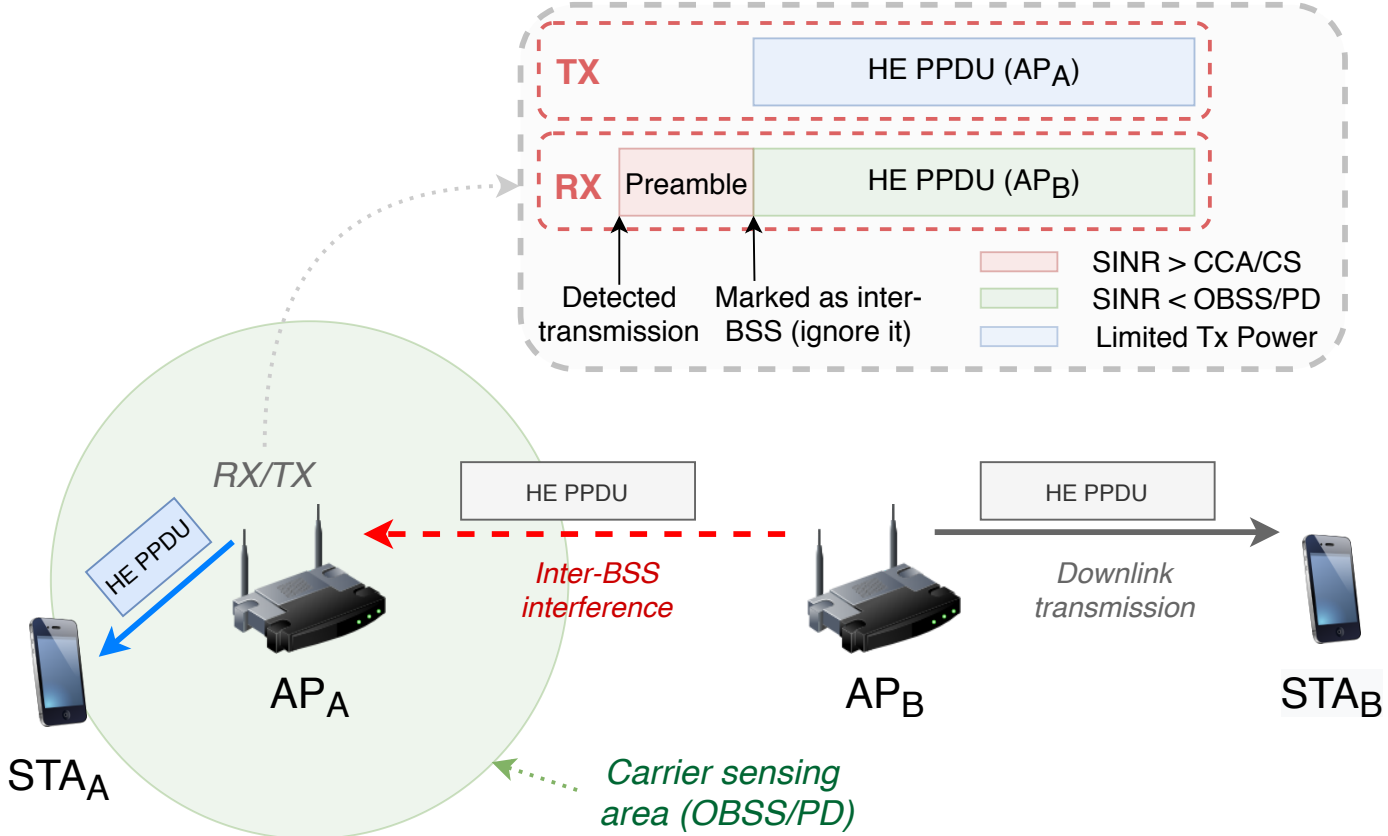 TX
HE PPDU (APA)
RX
Preamble
HE PPDU (APB)
Detected
transmission
Marked as inter-
BSS (ignore it)
SINR > CCA/CS
SINR < OBSS/PD
Limited Tx Power
RX/TX
HE PPDU
HE PPDU
HE PPDU
Inter-BSS
interference
Downlink
transmission
APA
APB
STAA
STAB
Carrier sensing
area (OBSS/PD)